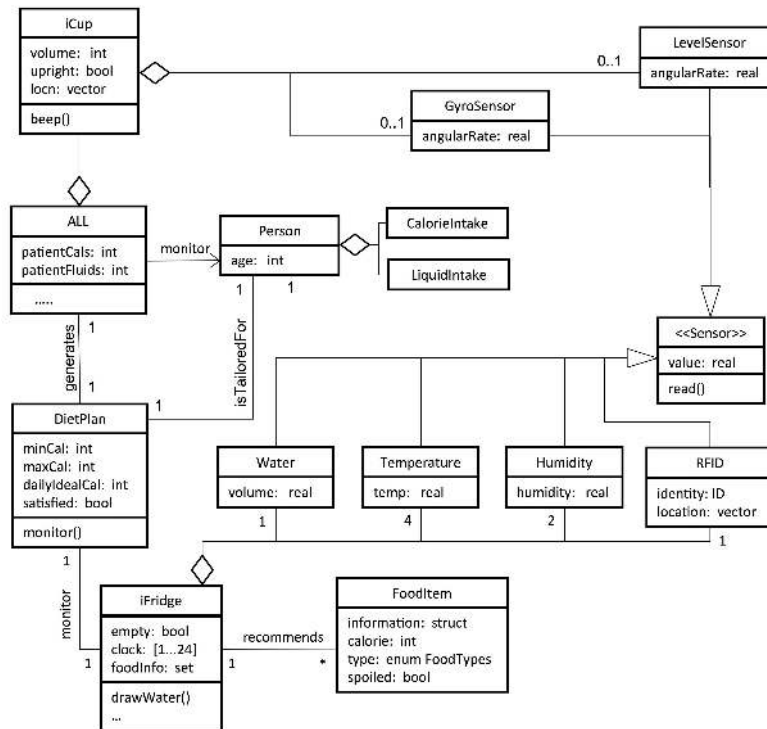 iCup
volume: int
upright: bool
locn: vector
beep()
LevelSensor
angularRate: real
0..1
GyroSensor
angularRate: real
0..1
ALL
patientCals: int
patientFluids: int
.....
monitor
Person
age: int
CalorieIntake
LiquidIntake
1
1
1
generates
1
isTailoredFor
1
<<Sensor>>
value: real
read()
DietPlan
minCal: int
maxCal: int
dailyIdealCal: int
satisfied: bool
monitor()
Water
volume: real
1
Temperature
temp: real
4
Humidity
humidity: real
2
RFID
identity: ID
location: vector
1
1
monitor
1
iFridge
empty: bool
clock: [1...24]
foodInfo: set
drawWater()
...
recommends
1
*
FoodItem
information: struct
calorie: int
type: enum FoodTypes
spoiled: bool